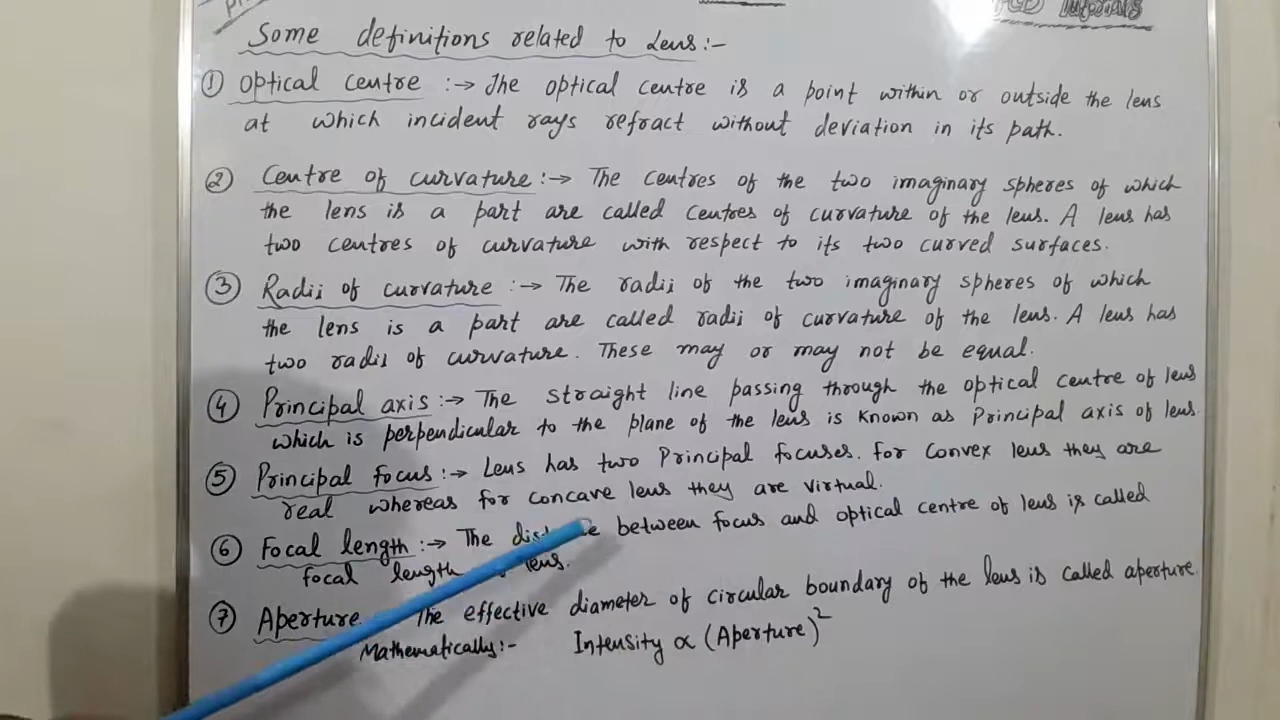 Some definitions related to Lens:-
① Optical centre :→ The optical centre is a point within or outside the lens
at which incident rays refract without deviation in its path.
② Centre of curvature :→ The centres of the two imaginary spheres of which
the lens is a part are called centres of curvature of the lens. A lens has
two centres of curvature with respect to its two curved surfaces.
③ Radii of curvature :→ The radii of the two imaginary spheres of which
the lens is a part are called radii of curvature of the lens. A lens has
two radii of curvature. These may or may not be equal.
④ Principal axis :→ The straight line passing through the optical centre of lens
which is perpendicular to the plane of the lens is known as Principal axis of lens
⑤ Principal focus :→ Lens has two Principal focuses. For Convex lens they are
real whereas for concave lens they are virtual.
⑥ Focal length :→ The between focus and optical centre of lens is called
focal length lens.
⑦ Aperture The effective diameter of circular boundary of the lens is called aperture.
Mathematically:- Intensity ∝ (Aperture)²